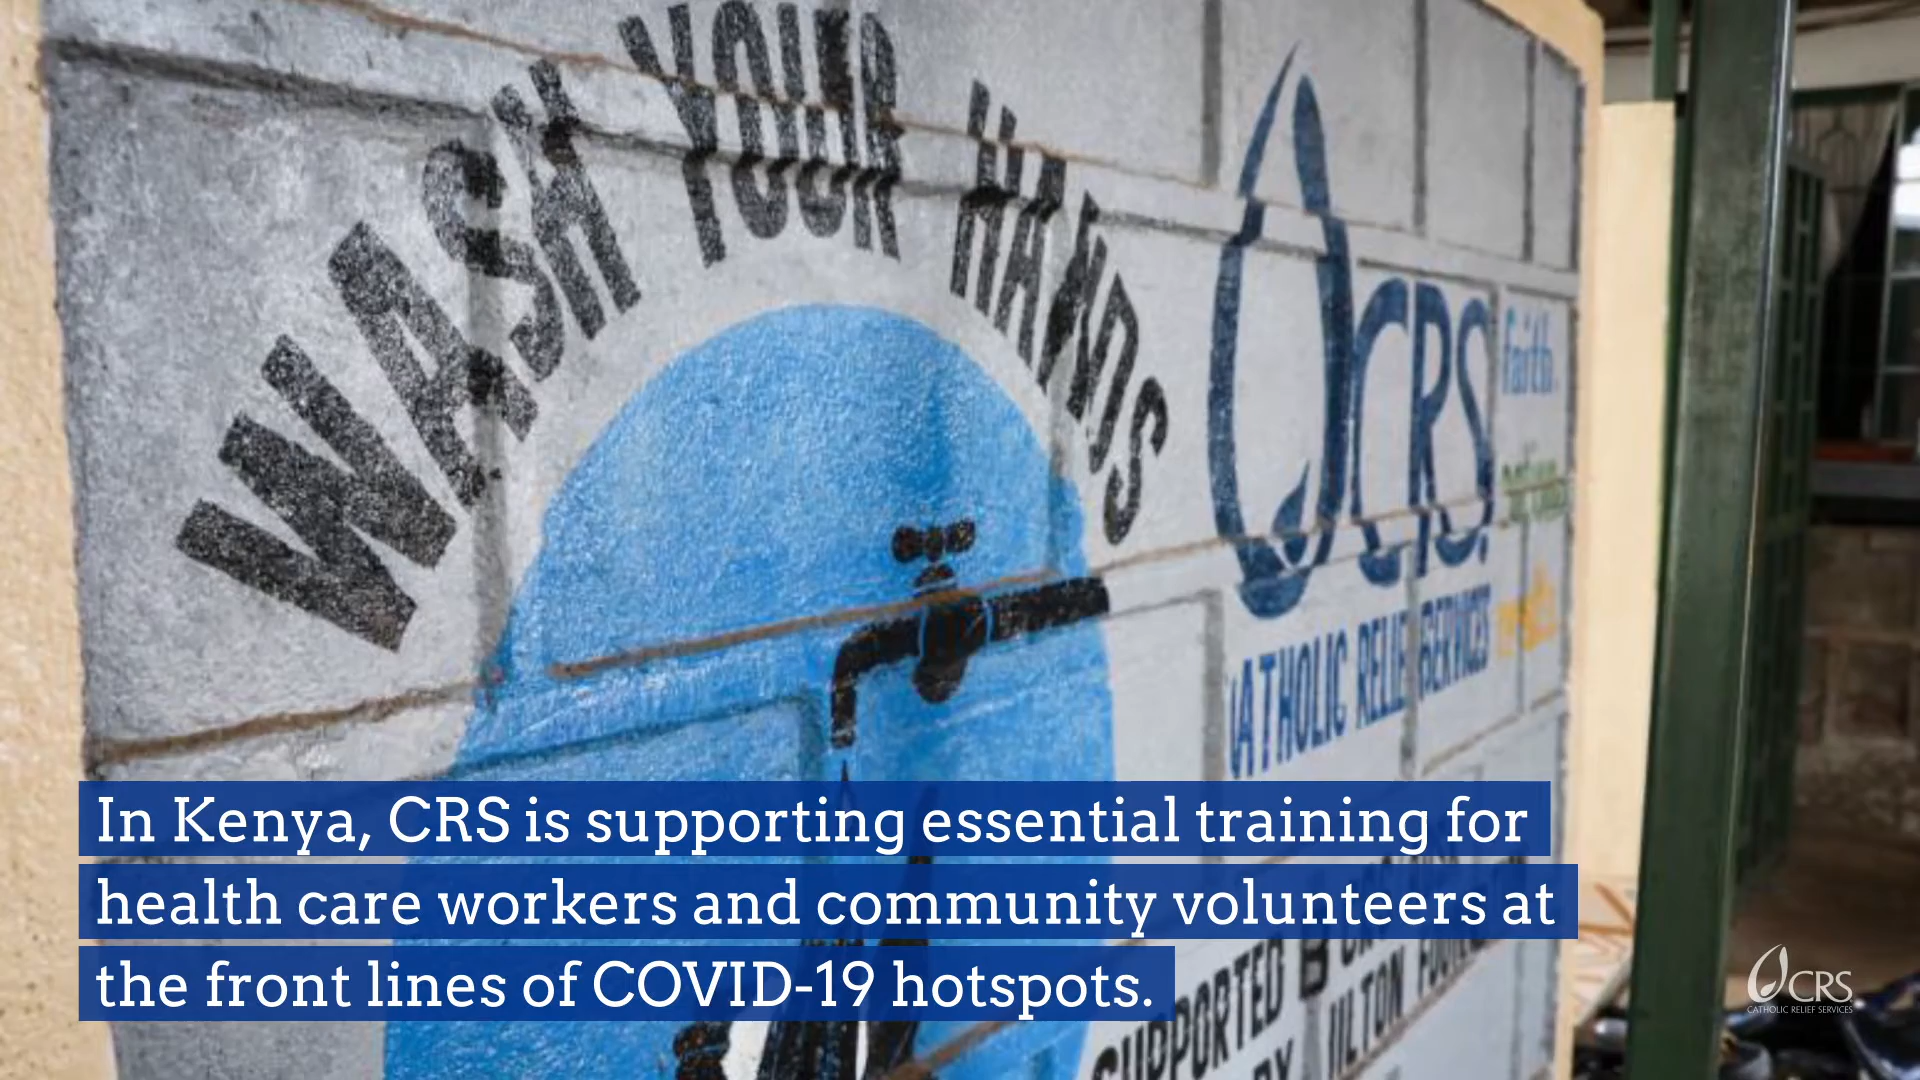 WASH YOUR HANDS
CRS
Faith.
CATHOLIC RELIEF SERVICES
In Kenya, CRS is supporting essential training for
health care workers and community volunteers at
the front lines of COVID-19 hotspots.
SUPPORTED
HILTON
CRS
CATHOLIC RELIEF SERVICES